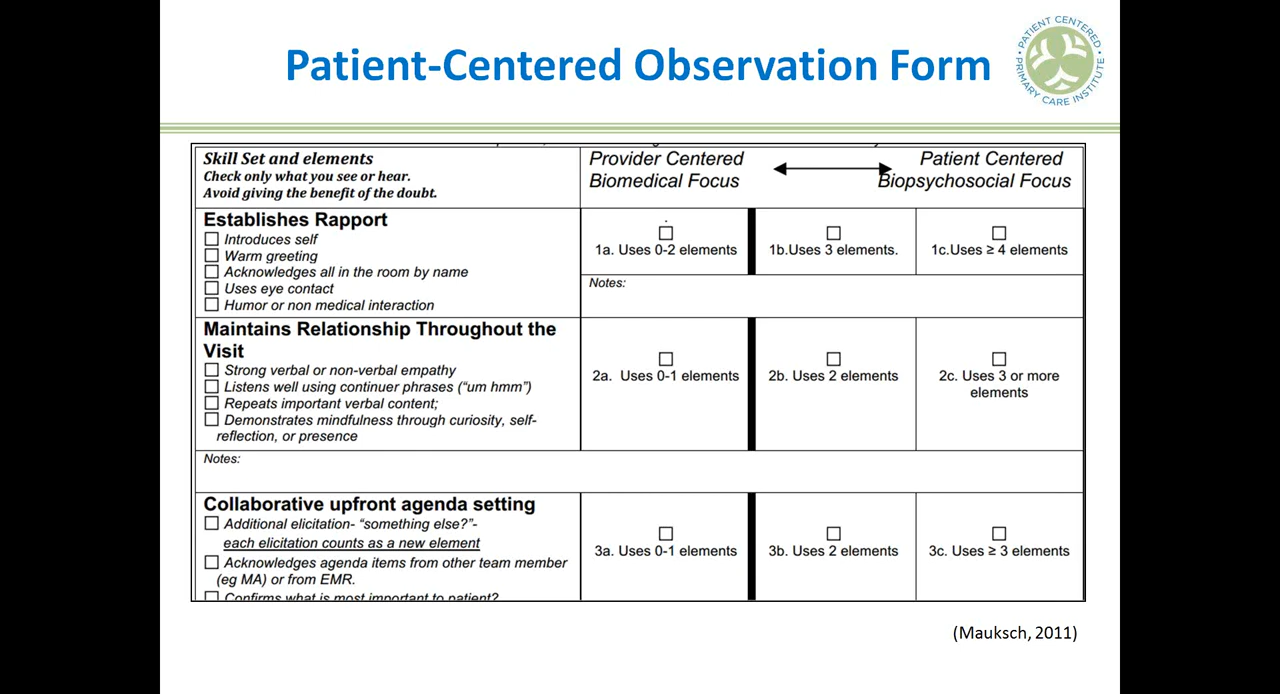 Patient-Centered Observation Form
PATIENT CENTERED
PRIMARY CARE INSTITUTE
Skill Set and elements
Check only what you see or hear.
Avoid giving the benefit of the doubt.
Provider Centered
Biomedical Focus
Patient Centered
Biopsychosocial Focus
Establishes Rapport
Introduces self
Warm greeting
Acknowledges all in the room by name
Uses eye contact
Humor or non medical interaction
1a. Uses 0-2 elements
1b.Uses 3 elements.
1c.Uses ≥ 4 elements
Notes:
Maintains Relationship Throughout the
Visit
Strong verbal or non-verbal empathy
Listens well using continuer phrases (“um hmm”)
Repeats important verbal content;
Demonstrates mindfulness through curiosity, self-
reflection, or presence
2a. Uses 0-1 elements
2b. Uses 2 elements
2c. Uses 3 or more
elements
Notes:
Collaborative upfront agenda setting
Additional elicitation- “something else?”-
each elicitation counts as a new element
Acknowledges agenda items from other team member
(eg MA) or from EMR.
Confirms what is most important to patient?
3a. Uses 0-1 elements
3b. Uses 2 elements
3c. Uses ≥ 3 elements
(Mauksch, 2011)